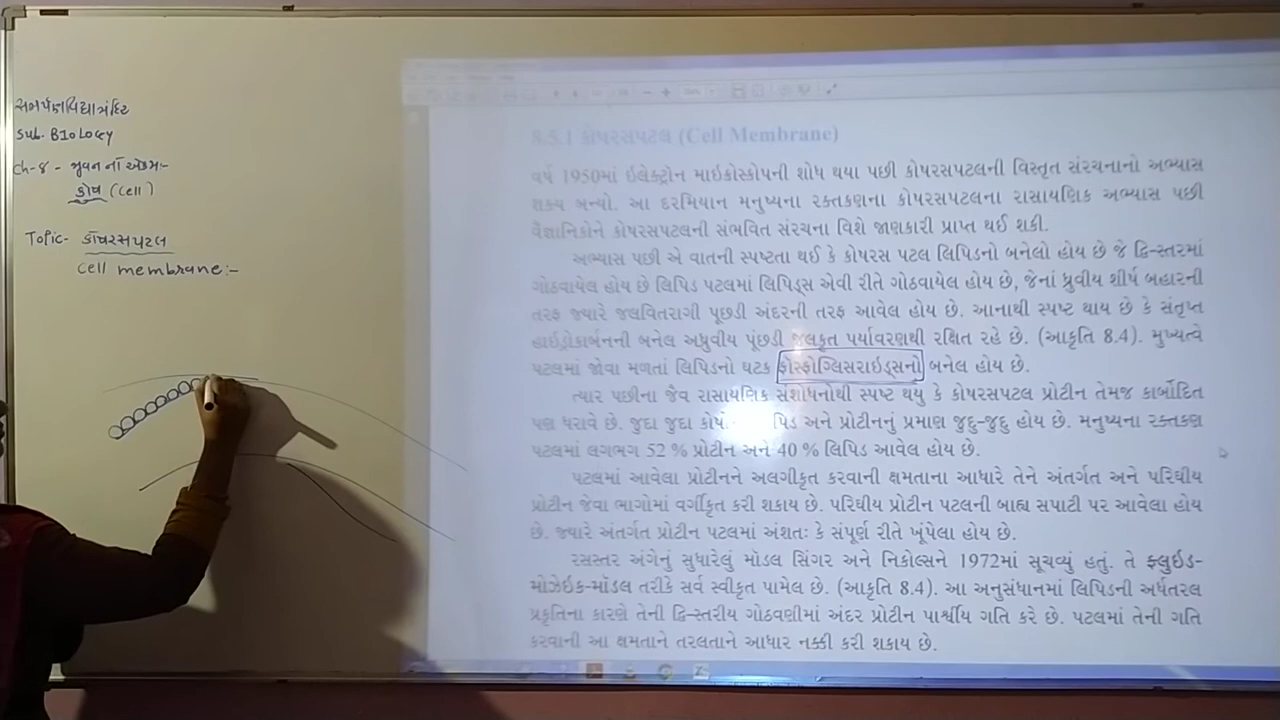 સમર્પણ વિદ્યામંદિર
Sub- BIOLOGY
Ch-8 - જીવનનો એકમ:-
કોષ (Cell)
Topic- કોષરસપટલ
Cell membrane:-
8.5.1 કોષરસપટલ (Cell Membrane)
વર્ષ 1950માં ઇલેક્ટ્રૉન માઇક્રોસ્કોપની શોધ થયા પછી કોષરસપટલની વિસ્તૃત સંરચનાનો અભ્યાસ
શક્ય બન્યો. આ દરમિયાન મનુષ્યના રક્તકણના કોષરસપટલના રાસાયણિક અભ્યાસ પછી
વૈજ્ઞાનિકોને કોષરસપટલની સંભવિત સંરચના વિશે જાણકારી પ્રાપ્ત થઈ શકી.
અભ્યાસ પછી એ વાતની સ્પષ્ટતા થઈ કે કોષરસ પટલ લિપિડનો બનેલો હોય છે જે દ્વિ-સ્તરમાં
ગોઠવાયેલ હોય છે લિપિડ પટલમાં લિપિડ્સ એવી રીતે ગોઠવાયેલ હોય છે, જેનાં ધ્રુવીય શીર્ષ બહારની
તરફ જ્યારે જલવિતરાગી પૂછડી અંદરની તરફ આવેલ હોય છે. આનાથી સ્પષ્ટ થાય છે કે સંતૃપ્ત
હાઇડ્રોકાર્બનની બનેલ અધ્રુવીય પૂંછડી જલકૃત પર્યાવરણથી રક્ષિત રહે છે. (આકૃતિ 8.4). મુખ્યત્વે
પટલમાં જોવા મળતાં લિપિડનો ઘટક ફૉસ્ફોગ્લિસરાઇડ્સનો બનેલ હોય છે.
ત્યાર પછીના જૈવ રાસાયણિક સંશોધનોથી સ્પષ્ટ થયુ કે કોષરસપટલ પ્રોટીન તેમજ કાર્બોદિત
પણ ધરાવે છે. જુદા જુદા કોષો. પિડ અને પ્રોટીનનું પ્રમાણ જુદુ-જુદુ હોય છે. મનુષ્યના રક્તકણ
પટલમાં લગભગ 52 % પ્રોટીન અને 40 % લિપિડ આવેલ હોય છે.
પટલમાં આવેલા પ્રોટીનને અલગીકૃત કરવાની ક્ષમતાના આધારે તેને અંતર્ગત અને પરિઘીય
પ્રોટીન જેવા ભાગોમાં વર્ગીકૃત કરી શકાય છે. પરિઘીય પ્રોટીન પટલની બાહ્ય સપાટી પર આવેલા હોય
છે. જ્યારે અંતર્ગત પ્રોટીન પટલમાં અંશતઃ કે સંપૂર્ણ રીતે ખૂંપેલા હોય છે.
રસસ્તર અંગેનું સુધારેલું મૉડલ સિંગર અને નિકોલ્સને 1972માં સૂચવ્યું હતું. તે ફ્લુઇડ-
મોઝેઇક-મૉડલ તરીકે સર્વ સ્વીકૃત પામેલ છે. (આકૃતિ 8.4). આ અનુસંધાનમાં લિપિડની અર્ધતરલ
પ્રકૃતિના કારણે તેની દ્વિ-સ્તરીય ગોઠવણીમાં અંદર પ્રોટીન પાર્શ્વીય ગતિ કરે છે. પટલમાં તેની ગતિ
કરવાની આ ક્ષમતાને તરલતાને આધાર નક્કી કરી શકાય છે.